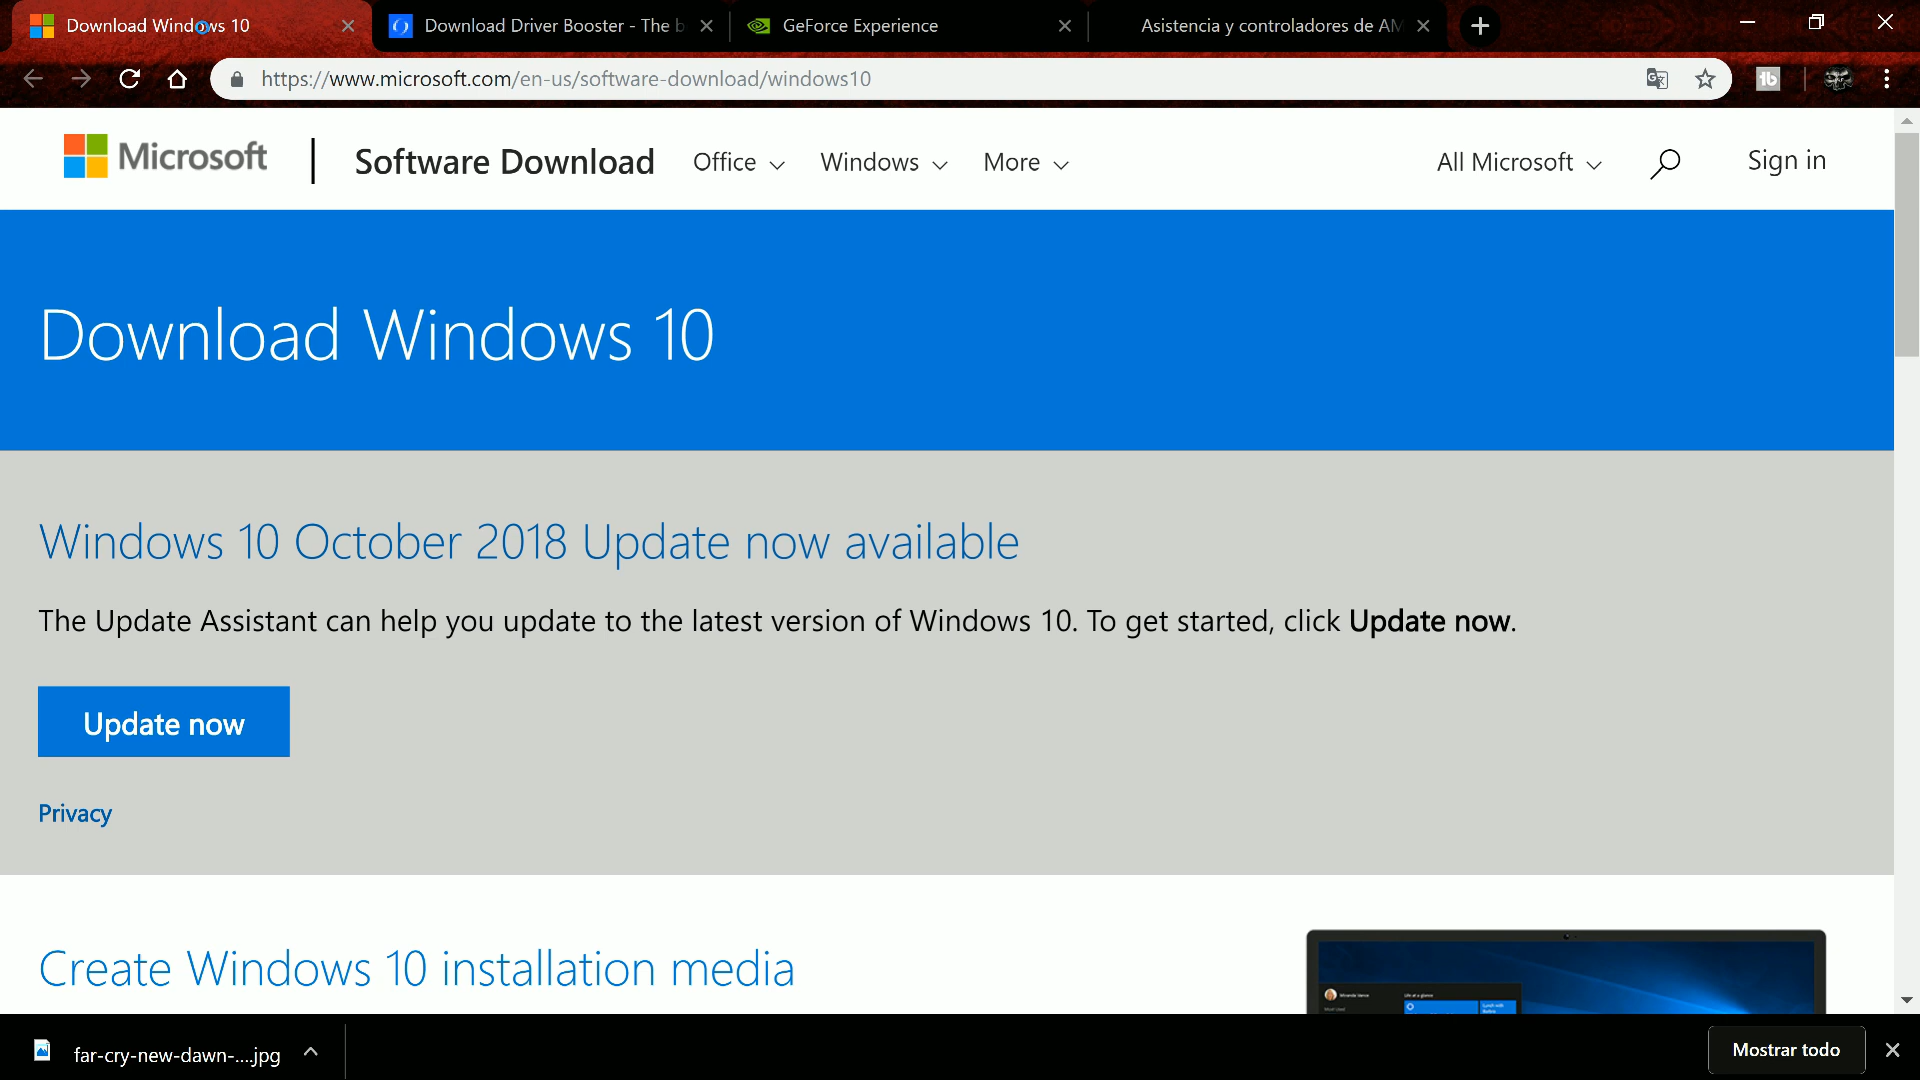 Download Windows 10
Download Driver Booster - The b
GeForce Experience
Asistencia y controladores de AM
https://www.microsoft.com/en-us/software-download/windows10
Microsoft
Software Download
Office
Windows
More
All Microsoft
Sign in
Download Windows 10
Windows 10 October 2018 Update now available
The Update Assistant can help you update to the latest version of Windows 10. To get started, click Update now.
Update now
Privacy
Create Windows 10 installation media
Life at a glance
far-cry-new-dawn-....jpg
Mostrar todo